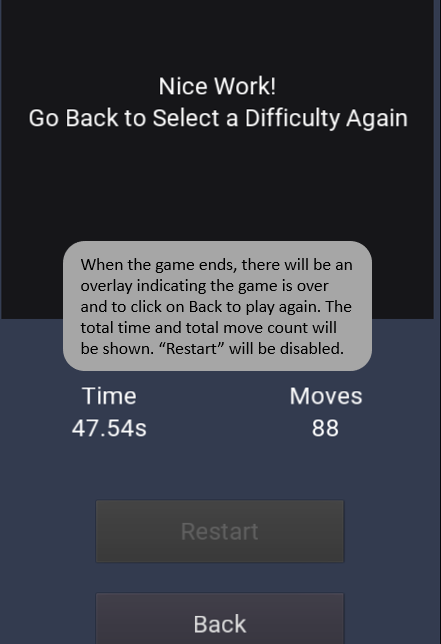 Nice Work!
Go Back to Select a Difficulty Again
When the game ends, there will be an
overlay indicating the game is over
and to click on Back to play again. The
total time and total move count will
be shown. “Restart” will be disabled.
Time
Moves
47.54s
88
Restart
Back